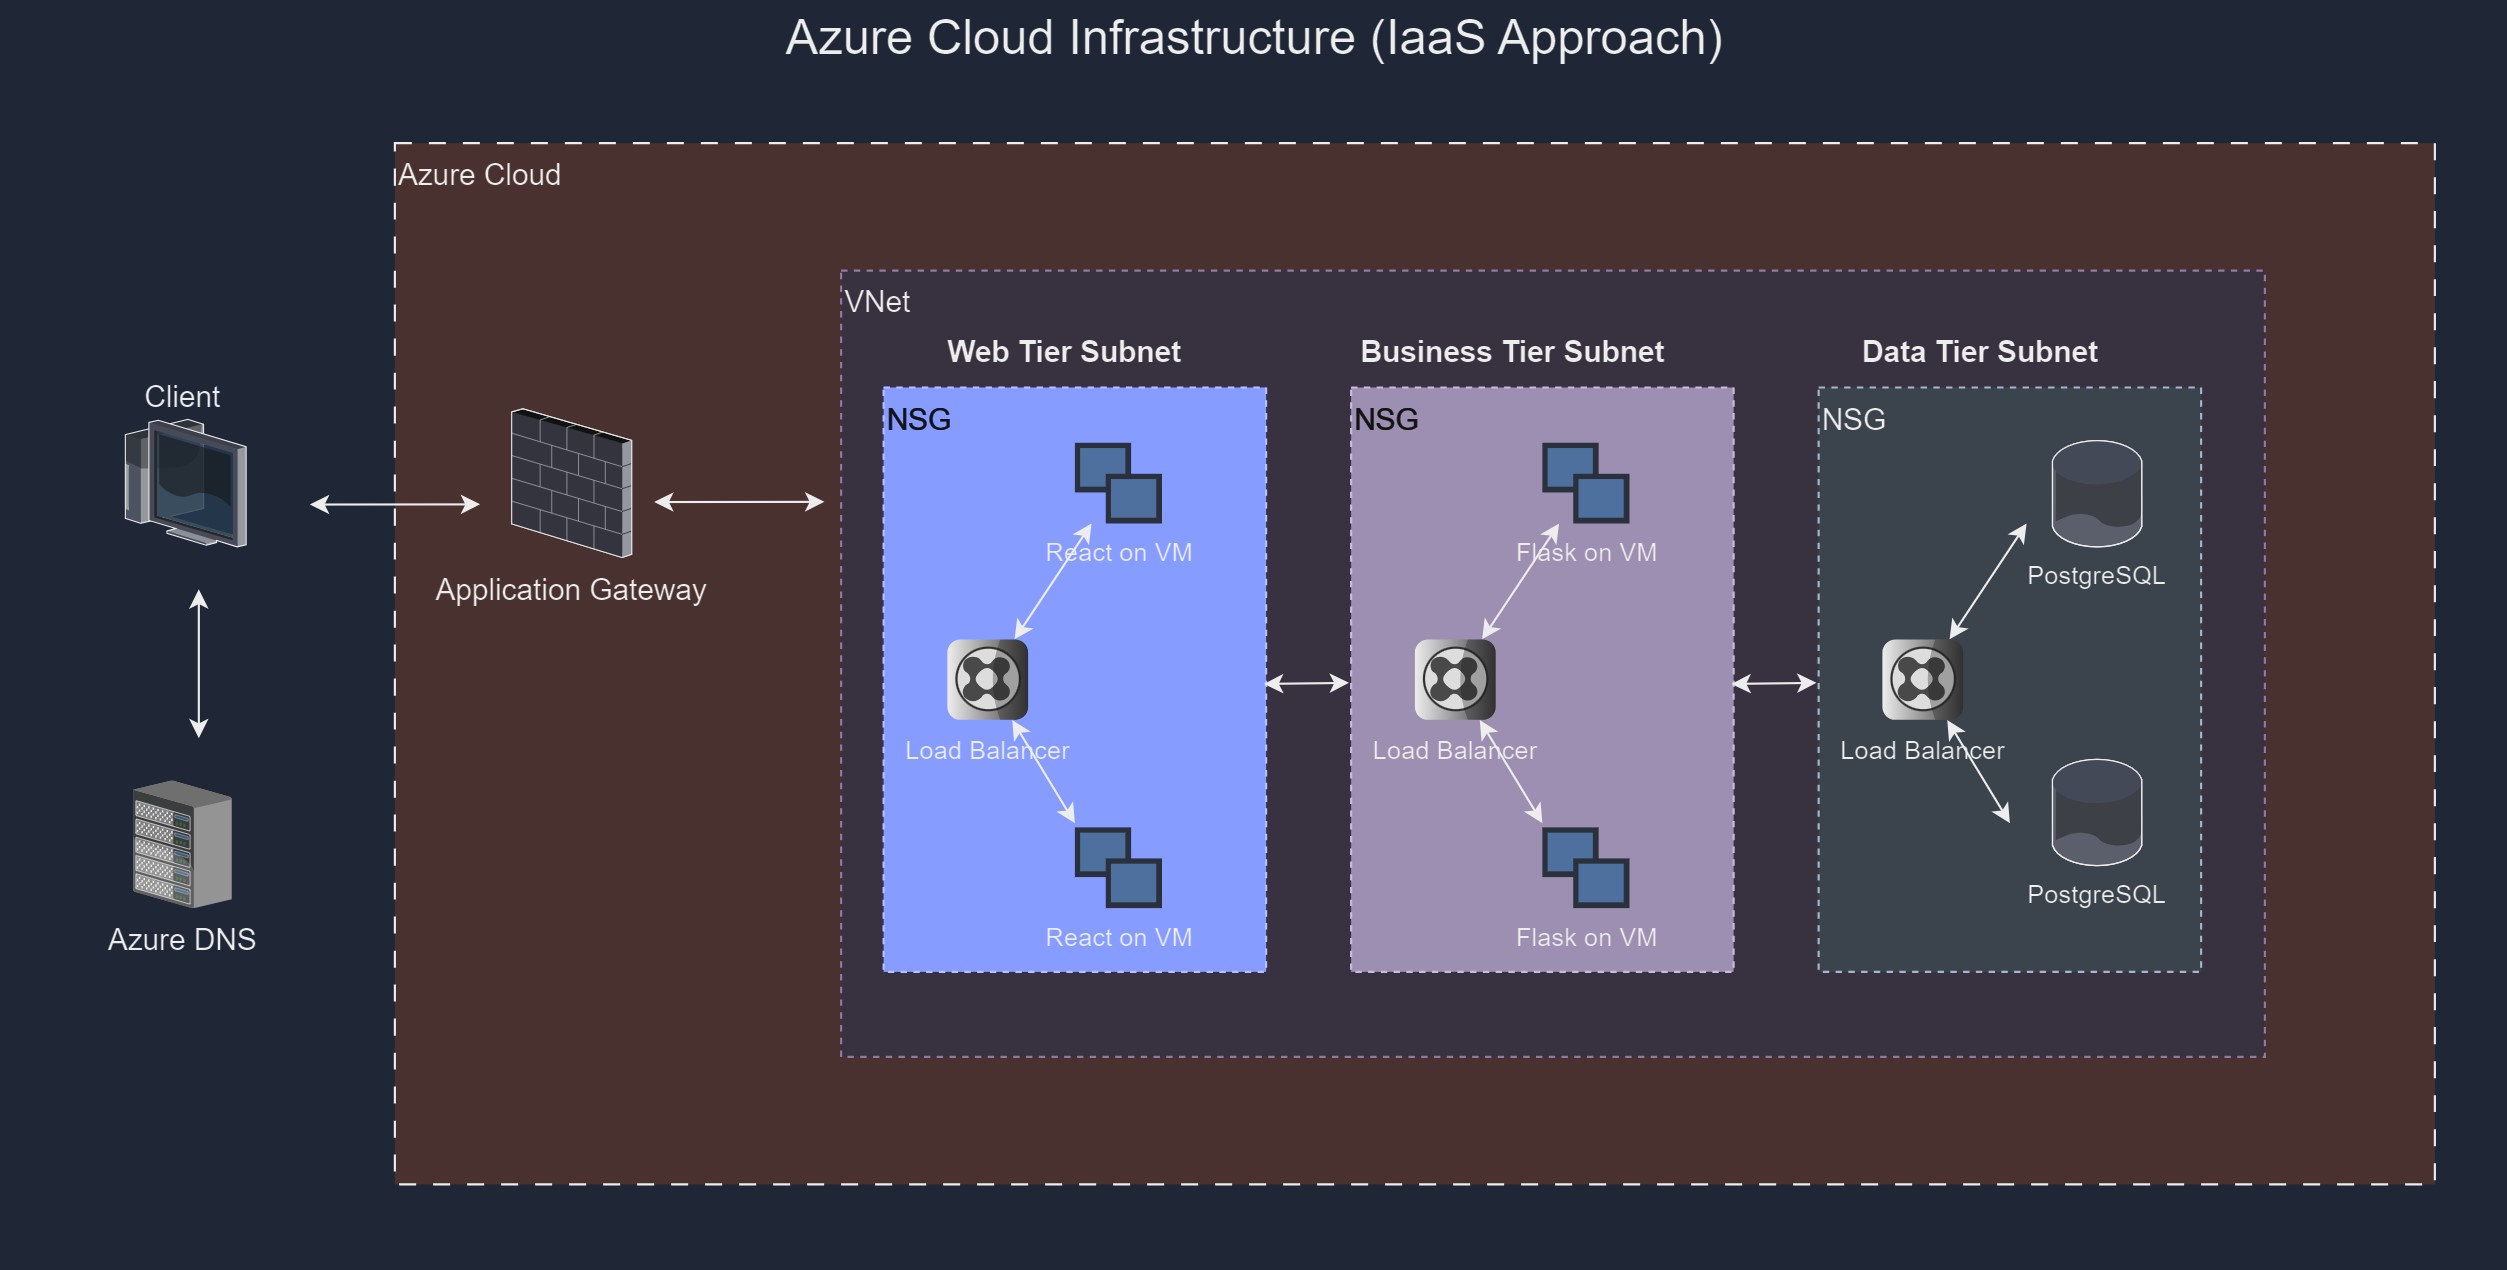 Azure Cloud Infrastructure (IaaS Approach)
Azure Cloud
VNet
Web Tier Subnet
Business Tier Subnet
Data Tier Subnet
Client
NSG
NSG
NSG
React on VM
Flask on VM
PostgreSQL
Application Gateway
Load Balancer
Load Balancer
Load Balancer
PostgreSQL
Azure DNS
React on VM
Flask on VM